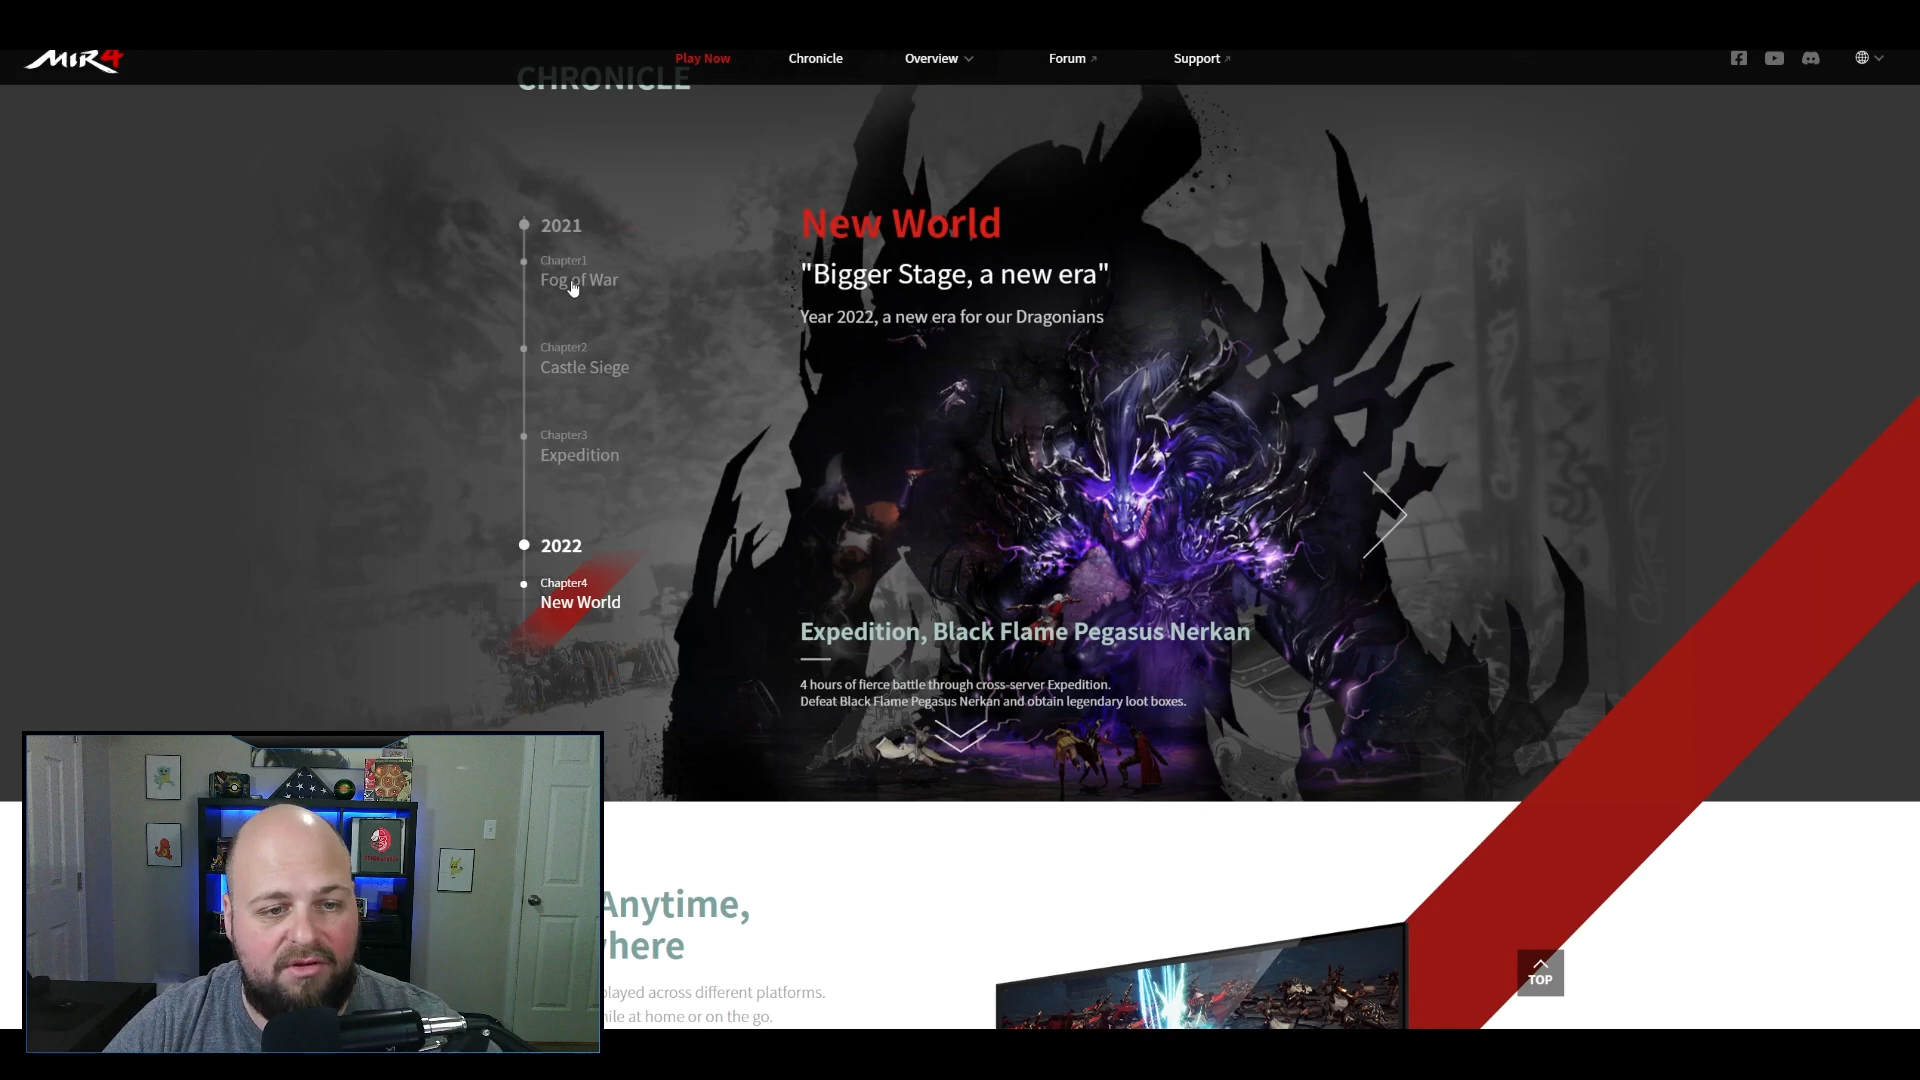 MIR4
Play Now
Chronicle
Overview
Forum
Support
CHRONICLE
2021
Chapter1
Fog of War
Chapter2
Castle Siege
Chapter3
Expedition
2022
Chapter4
New World
New World
"Bigger Stage, a new era"
Year 2022, a new era for our Dragonians
Expedition, Black Flame Pegasus Nerkan
4 hours of fierce battle through cross-server Expedition.
Defeat Black Flame Pegasus Nerkan and obtain legendary loot boxes.
Anytime,
here
played across different platforms.
at home or on the go.
TOP